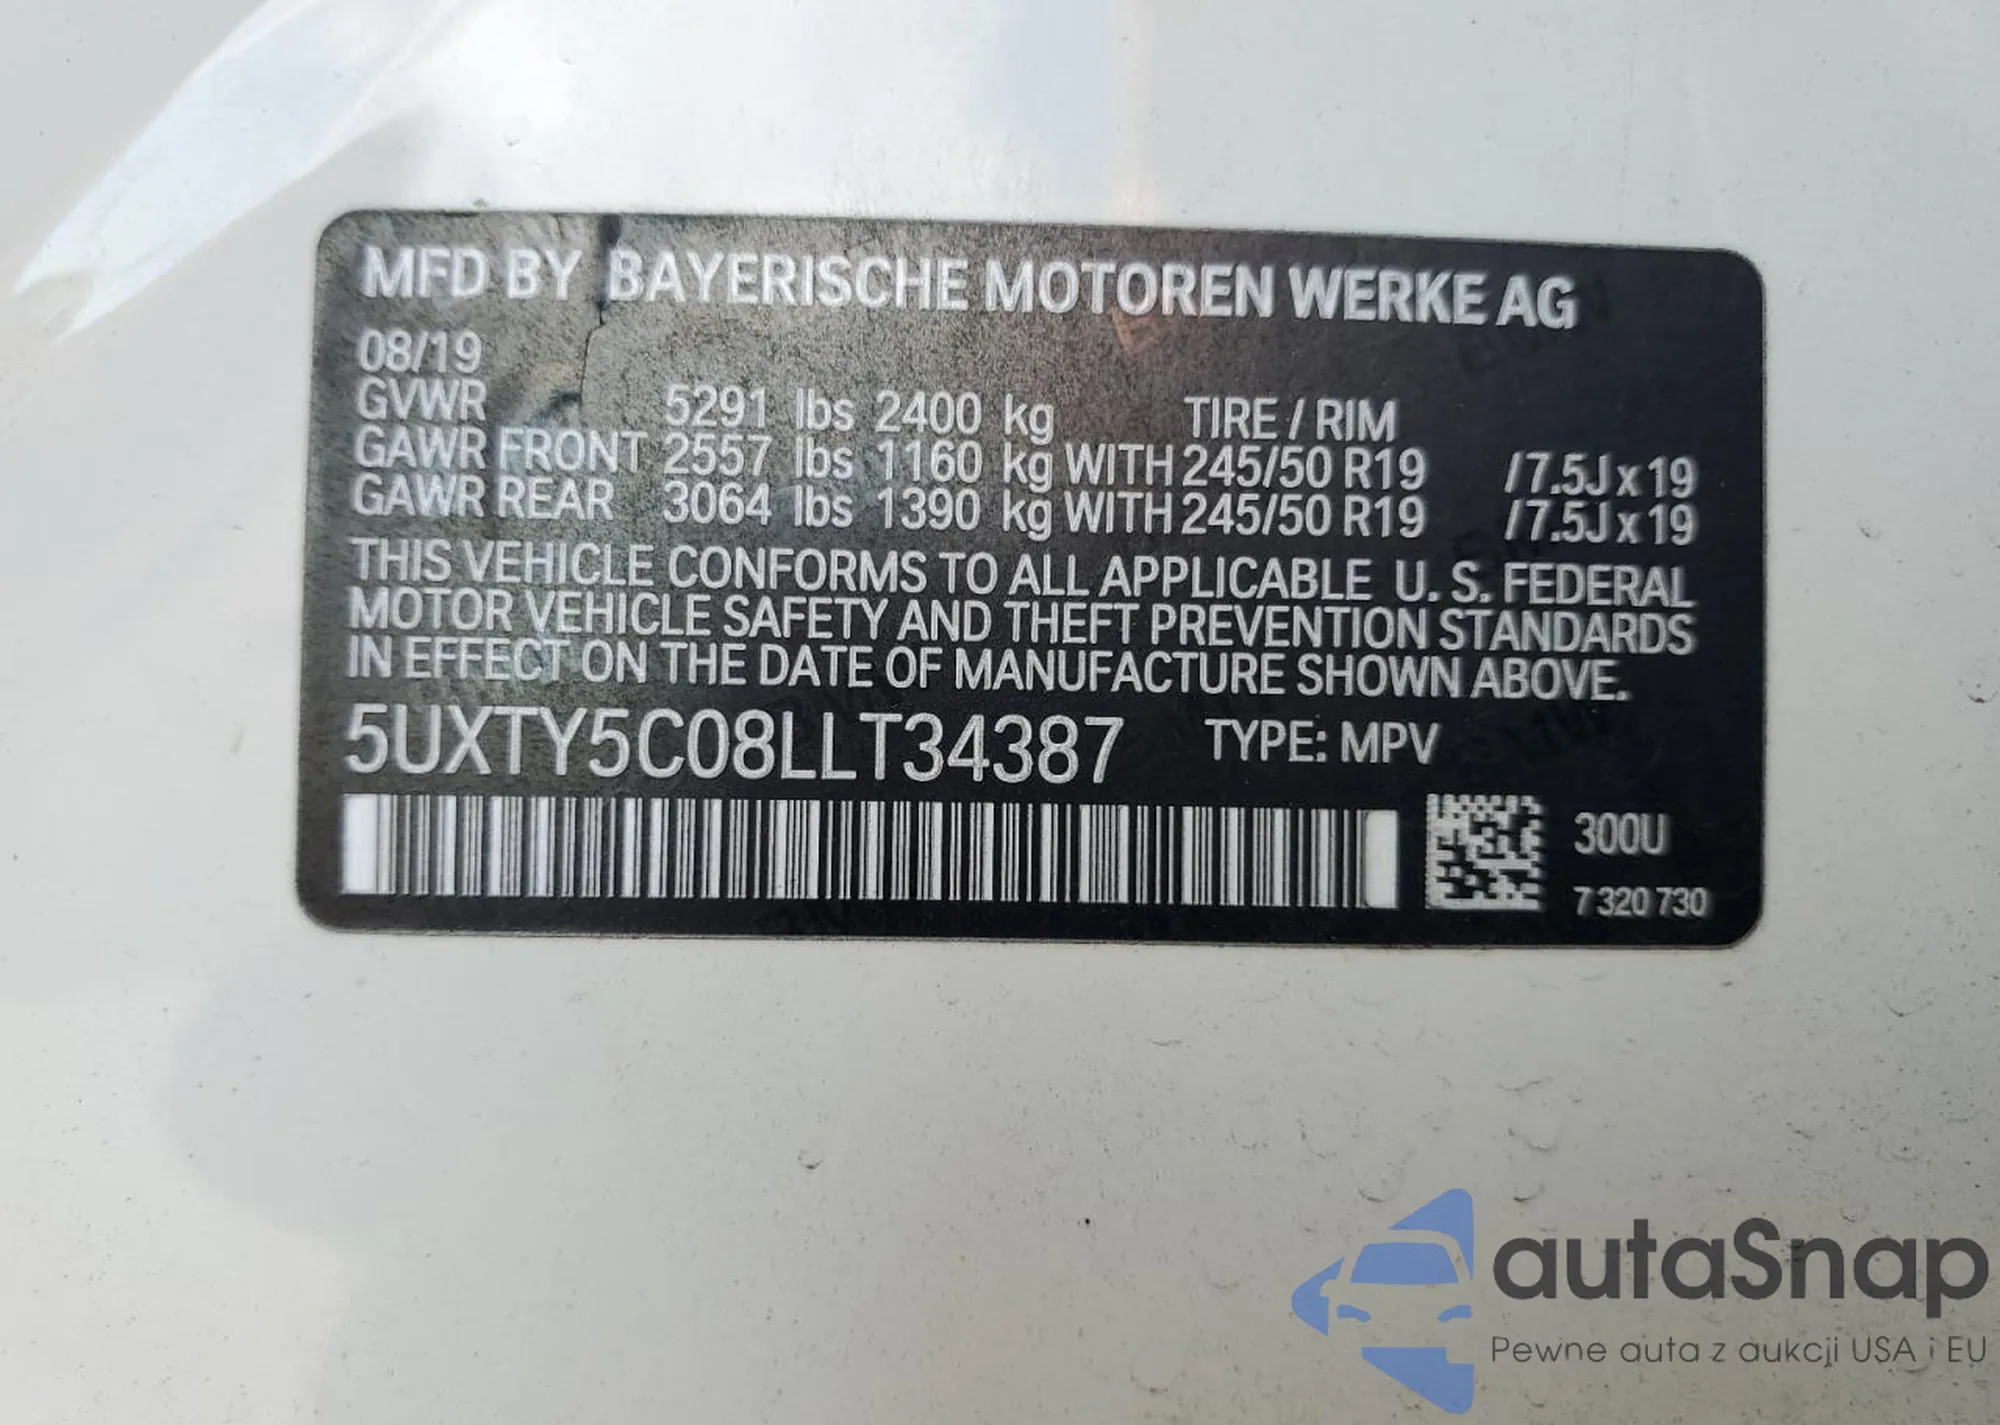 MFD BY BAYERISCHE MOTOREN WERKE AG
08/19
GVWR 5291 lbs 2400 kg TIRE / RIM
GAWR FRONT 2557 lbs 1160 kg WITH 245/50 R19 /7.5J x 19
GAWR REAR 3064 lbs 1390 kg WITH 245/50 R19 /7.5J x 19
THIS VEHICLE CONFORMS TO ALL APPLICABLE U. S. FEDERAL
MOTOR VEHICLE SAFETY AND THEFT PREVENTION STANDARDS
IN EFFECT ON THE DATE OF MANUFACTURE SHOWN ABOVE.
5UXTY5C08LLT34387 TYPE: MPV
300U
7 320 730
autaSnap
Pewne auta z aukcji USA i EU